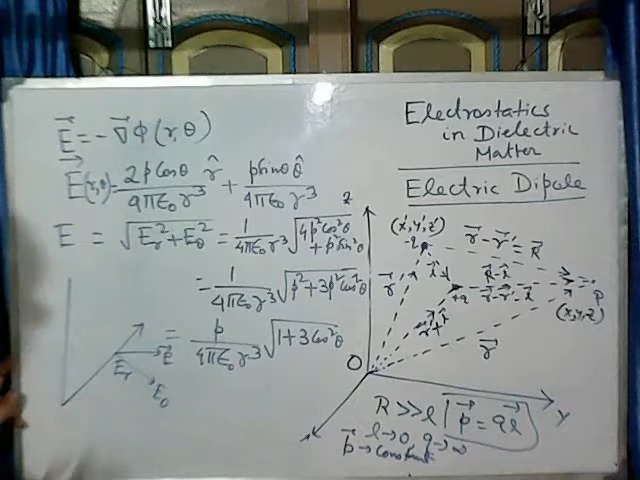 E⃗ = -∇⃗ Φ(r, θ)
E⃗(r,θ) = 2p cosθ / 4πε₀r³ r̂ + p sinθ θ̂ / 4πε₀r³
E = √(E_r² + E_θ²) = 1/4πε₀r³ √(4p²cos²θ + p²sin²θ)
= 1/4πε₀r³ √(p² + 3p²cos²θ)
= p/4πε₀r³ √(1 + 3cos²θ)
E⃗
E_r
E_θ
Electrostatics
in Dielectric
Matter
Electric Dipole
z
(x', y', z')
-q
r⃗ - r⃗' = R⃗
r⃗'
l⃗
R⃗ - l⃗
+q
r⃗ - r⃗' - l⃗
P
(x, y, z)
r⃗' + l⃗
r⃗
O
Y
R >> l
p⃗ = q l⃗
l → 0, q → ∞
p⃗ → constant